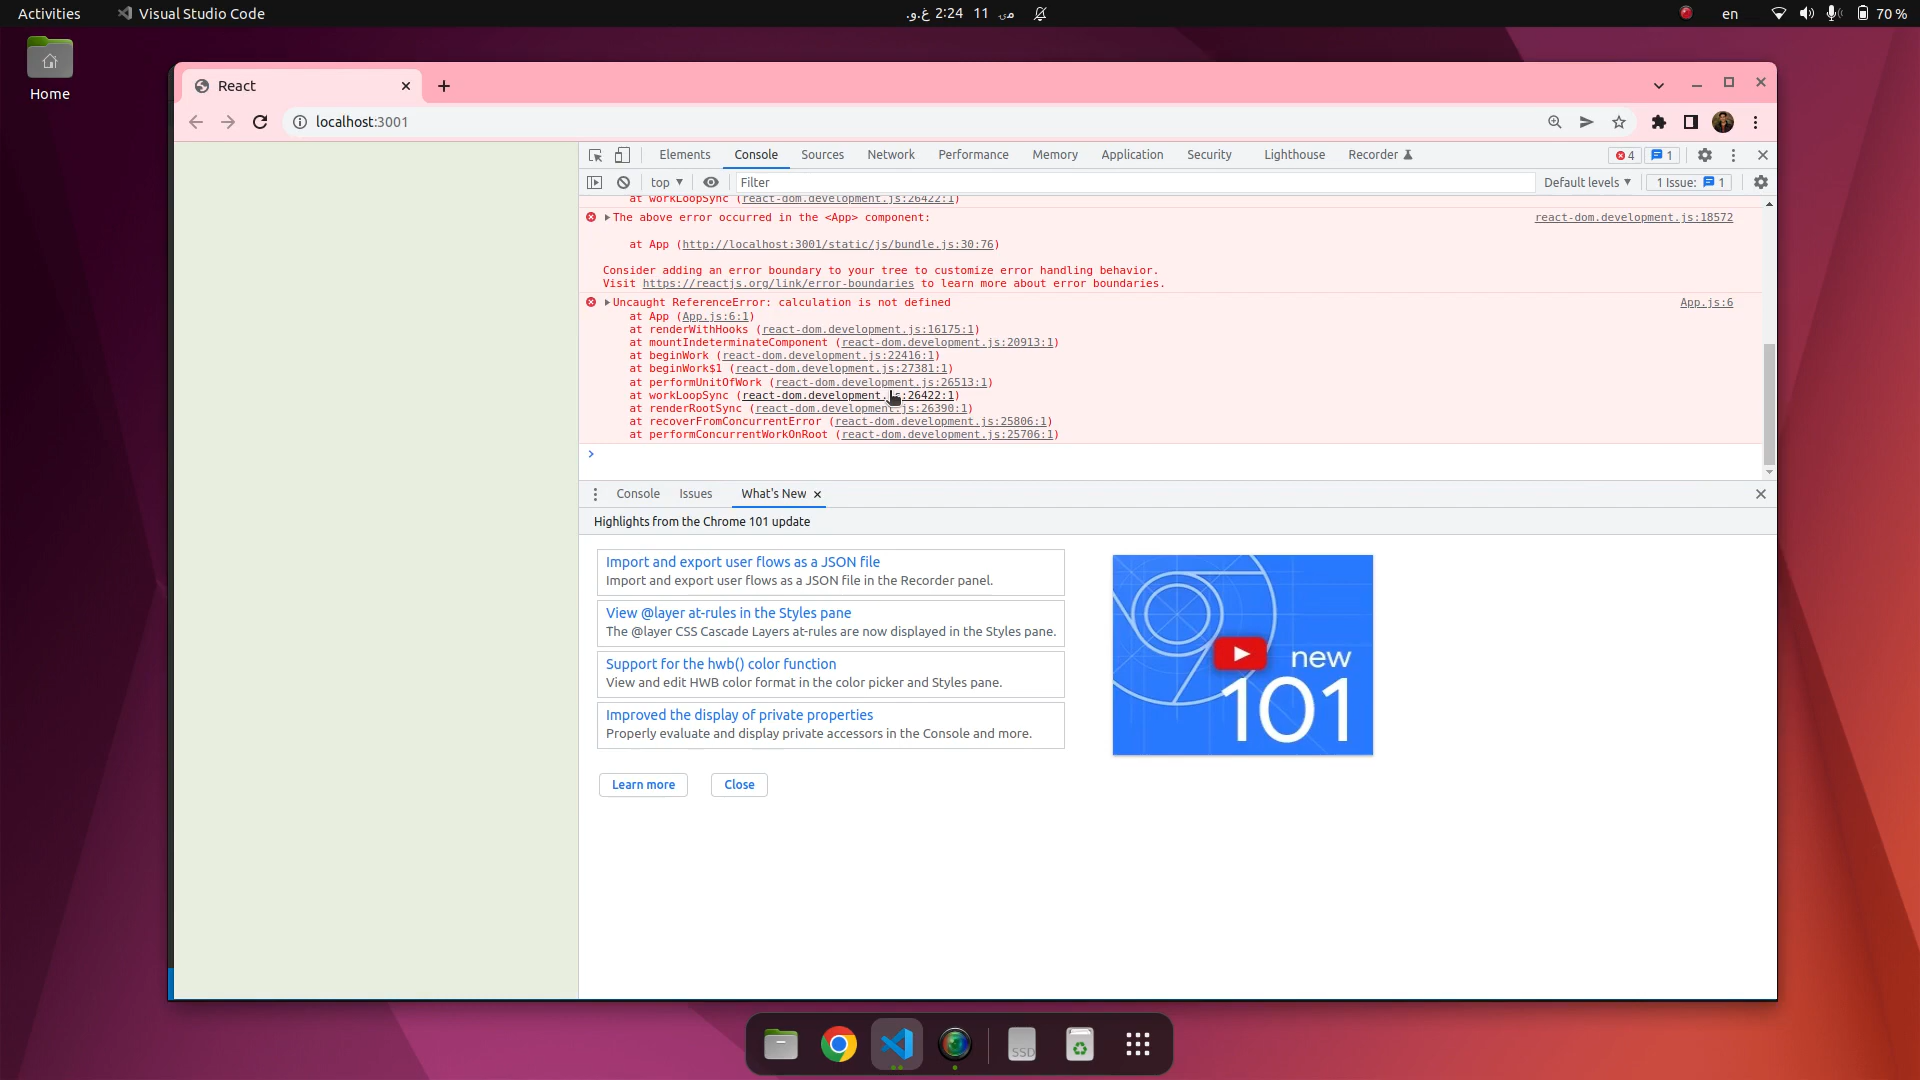 Activities
Visual Studio Code
می 11 2:24 غ.و.
en
70 %
Home
React
localhost:3001
Elements
Console
Sources
Network
Performance
Memory
Application
Security
Lighthouse
Recorder
4
1
top
Filter
Default levels
1 Issue: 1
at workLoopSync (react-dom.development.js:26422:1)
The above error occurred in the <App> component:
react-dom.development.js:18572
at App (http://localhost:3001/static/js/bundle.js:30:76)
Consider adding an error boundary to your tree to customize error handling behavior.
Visit https://reactjs.org/link/error-boundaries to learn more about error boundaries.
Uncaught ReferenceError: calculation is not defined
App.js:6
at App (App.js:6:1)
at renderWithHooks (react-dom.development.js:16175:1)
at mountIndeterminateComponent (react-dom.development.js:20913:1)
at beginWork (react-dom.development.js:22416:1)
at beginWork$1 (react-dom.development.js:27381:1)
at performUnitOfWork (react-dom.development.js:26513:1)
at workLoopSync (react-dom.development.js:26422:1)
at renderRootSync (react-dom.development.js:26390:1)
at recoverFromConcurrentError (react-dom.development.js:25806:1)
at performConcurrentWorkOnRoot (react-dom.development.js:25706:1)
Console
Issues
What's New
Highlights from the Chrome 101 update
Import and export user flows as a JSON file
Import and export user flows as a JSON file in the Recorder panel.
View @layer at-rules in the Styles pane
The @layer CSS Cascade Layers at-rules are now displayed in the Styles pane.
Support for the hwb() color function
View and edit HWB color format in the color picker and Styles pane.
Improved the display of private properties
Properly evaluate and display private accessors in the Console and more.
new
101
Learn more
Close
SSD